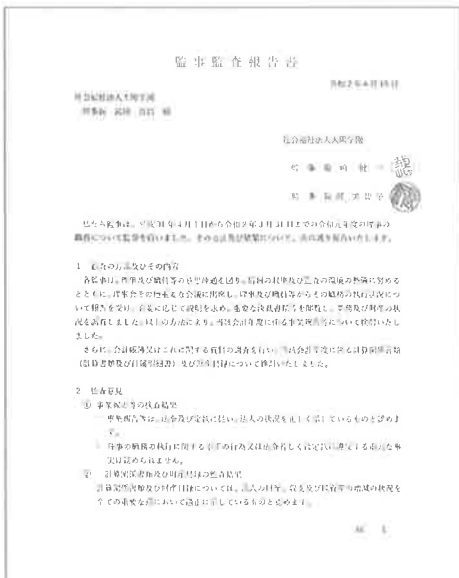 監事監査報告書
令和2年4月15日
社会福祉法人大明学園
理事長
社会福祉法人大明学園
監事
監事
私たち監事は、平成31年4月1日から令和2年3月31日までの令和元年度の理事の
職務について監査を行いました。その方法及び結果について、次の通り報告いたします。
1 監査の方法及びその内容
各監事は、理事及び職員等と意思疎通を図り、情報の収集及び監査の環境の整備に努める
とともに、理事会その他重要な会議に出席し、理事及び職員等からその職務の執行状況につ
いて報告を受け、必要に応じて説明を求め、重要な決裁書類等を閲覧し、業務及び財産の状
況を調査しました。以上の方法により、当該会計年度に係る事業報告等について検討いたし
ました。
さらに、会計帳簿又はこれに関する資料の調査を行い、当該会計年度に係る計算関係書類
(計算書類及び附属明細書)及び財産目録について検討いたしました。
2 監査意見
① 事業報告等の監査結果
事業報告等は、法令及び定款に従い、法人の状況を正しく示しているものと認めま
す。
理事の職務の執行に関する不正の行為又は法令若しくは定款に違反する重大な事
実は認められません。
② 計算関係書類及び財産目録の監査結果
計算関係書類及び財産目録については、法人の財産、収支及び純資産の増減の状況を
全ての重要な点において適正に示しているものと認めます。
以 上